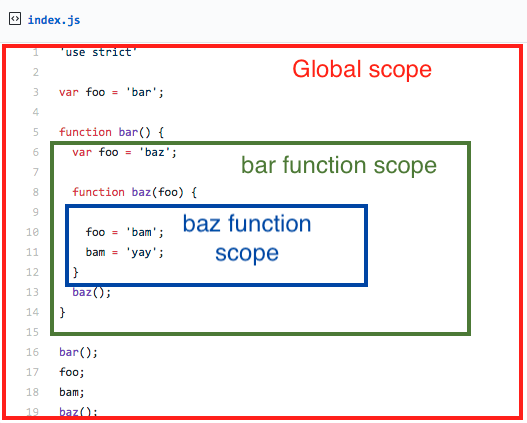 index.js
1 'use strict'
Global scope
2
3 var foo = 'bar';
4
5 function bar() {
6 var foo = 'baz';
bar function scope
7
8 function baz(foo) {
9
baz function
scope
10 foo = 'bam';
11 bam = 'yay';
12 }
13 baz();
14 }
15
16 bar();
17 foo;
18 bam;
19 baz();